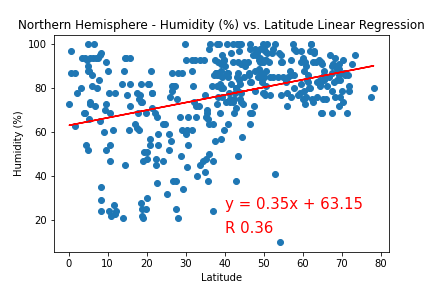 Northern Hemisphere - Humidity (%) vs. Latitude Linear Regression
100
80
60
40
20
Humidity (%)
y = 0.35x + 63.15
R 0.36
0 10 20 30 40 50 60 70 80
Latitude